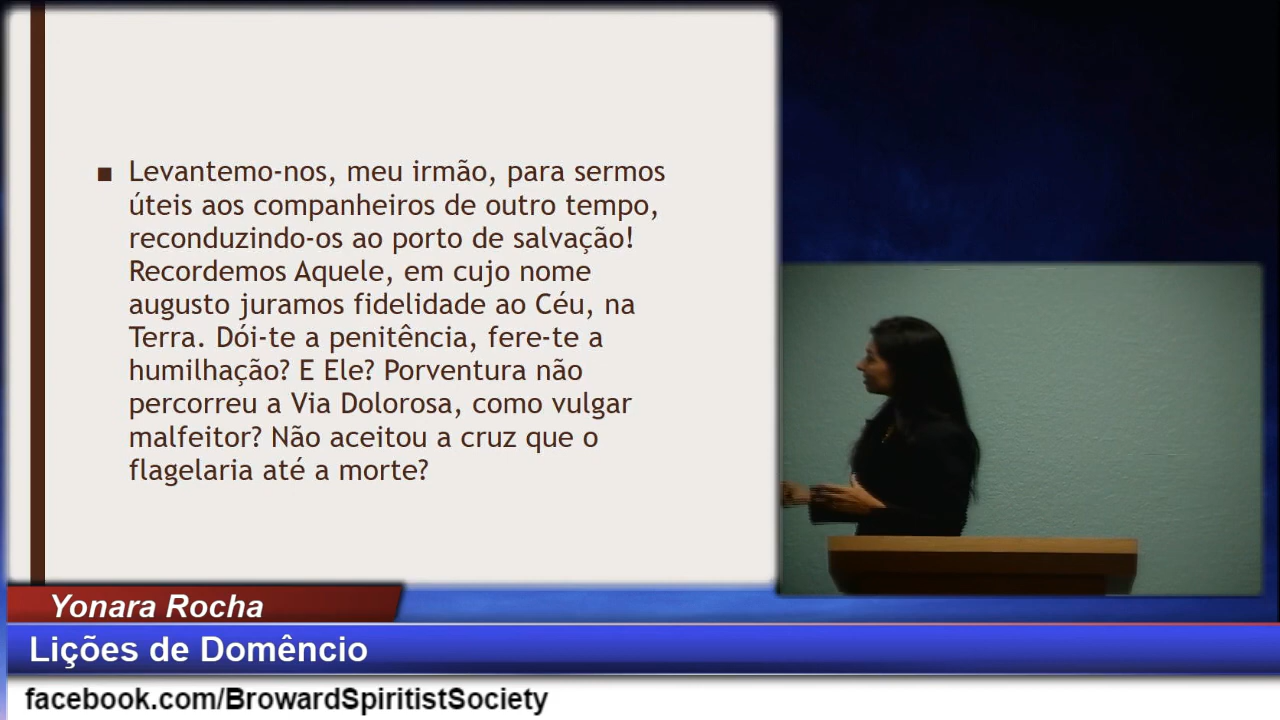 Levantemo-nos, meu irmão, para sermos
úteis aos companheiros de outro tempo,
reconduzindo-os ao porto de salvação!
Recordemos Aquele, em cujo nome
augusto juramos fidelidade ao Céu, na
Terra. Dói-te a penitência, fere-te a
humilhação? E Ele? Porventura não
percorreu a Via Dolorosa, como vulgar
malfeitor? Não aceitou a cruz que o
flagelaria até a morte?
Yonara Rocha
Lições de Domêncio
facebook.com/BrowardSpiritistSociety